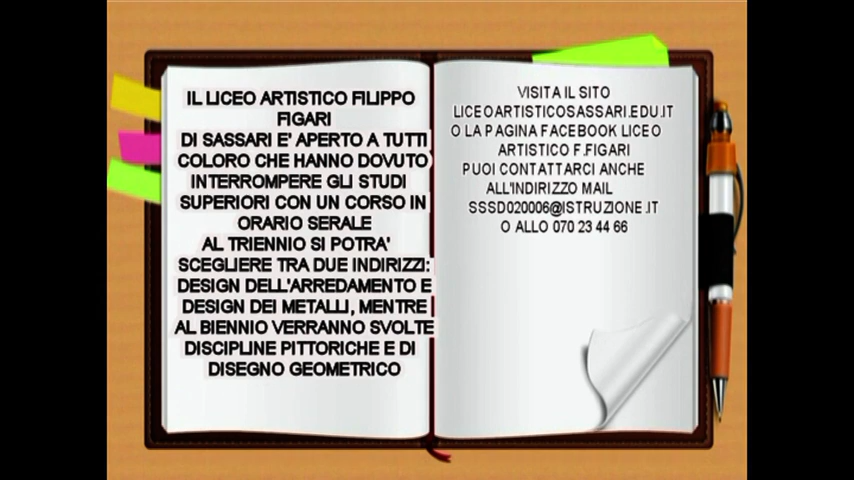 IL LICEO ARTISTICO FILIPPO
FIGARI
DI SASSARI E' APERTO A TUTTI
COLORO CHE HANNO DOVUTO
INTERROMPERE GLI STUDI
SUPERIORI CON UN CORSO IN
ORARIO SERALE
AL TRIENNIO SI POTRA'
SCEGLIERE TRA DUE INDIRIZZI:
DESIGN DELL'ARREDAMENTO E
DESIGN DEI METALLI, MENTRE
AL BIENNIO VERRANNO SVOLTE
DISCIPLINE PITTORICHE E DI
DISEGNO GEOMETRICO
VISITA IL SITO
LICEOARTISTICOSASSARI.EDU.IT
O LA PAGINA FACEBOOK LICEO
ARTISTICO F.FIGARI
PUOI CONTATTARCI ANCHE
ALL'INDIRIZZO MAIL
SSSD020006@ISTRUZIONE.IT
O ALLO 070 23 44 66